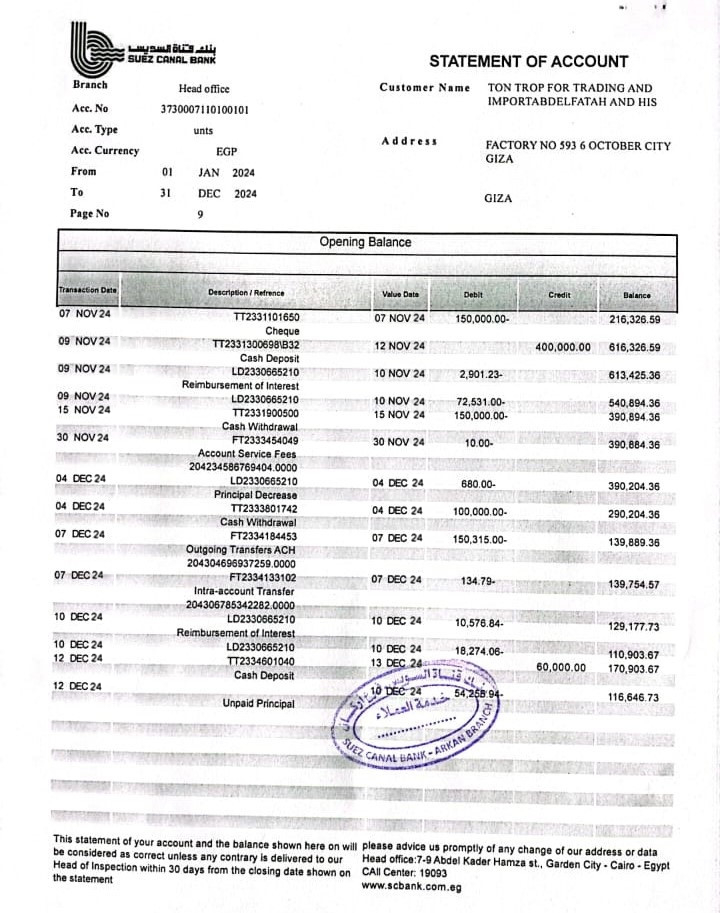 بنك قناة السويس
SUEZ CANAL BANK
STATEMENT OF ACCOUNT
Branch Head office
Acc. No 3730007110100101
Acc. Type unts
Acc. Currency EGP
From 01 JAN 2024
To 31 DEC 2024
Page No 9
Customer Name TON TROP FOR TRADING AND
IMPORTABDELFATAH AND HIS
Address FACTORY NO 593 6 OCTOBER CITY
GIZA
GIZA
Opening Balance
Transaction Date Description / Refrence Value Date Debit Credit Balance
07 NOV 24 TT2331101650 07 NOV 24 150,000.00- 216,326.59
Cheque
09 NOV 24 TT2331300698\B32 12 NOV 24 400,000.00 616,326.59
Cash Deposit
09 NOV 24 LD2330665210 10 NOV 24 2,901.23- 613,425.36
Reimbursement of Interest
09 NOV 24 LD2330665210 10 NOV 24 72,531.00- 540,894.36
15 NOV 24 TT2331900500 15 NOV 24 150,000.00- 390,894.36
Cash Withdrawal
30 NOV 24 FT2333454049 30 NOV 24 10.00- 390,884.36
Account Service Fees
204234586769404.0000
04 DEC 24 LD2330665210 04 DEC 24 680.00- 390,204.36
Principal Decrease
04 DEC 24 TT2333801742 04 DEC 24 100,000.00- 290,204.36
Cash Withdrawal
07 DEC 24 FT2334184453 07 DEC 24 150,315.00- 139,889.36
Outgoing Transfers ACH
204304696937259.0000
07 DEC 24 FT2334133102 07 DEC 24 134.79- 139,754.57
Intra-account Transfer
204306785342282.0000
10 DEC 24 LD2330665210 10 DEC 24 10,576.84- 129,177.73
Reimbursement of Interest
10 DEC 24 LD2330665210 10 DEC 24 18,274.06- 110,903.67
12 DEC 24 TT2334601040 13 DEC 24 60,000.00 170,903.67
Cash Deposit
12 DEC 24 10 DEC 24 54,256.94- 116,646.73
Unpaid Principal
خدمة العملاء
SUEZ CANAL BANK - ARKAN BRANCH
This statement of your account and the balance shown here on will
be considered as correct unless any contrary is delivered to our
Head of Inspection within 30 days from the closing date shown on
the statement
please advice us promptly of any change of our address or data
Head office:7-9 Abdel Kader Hamza st., Garden City - Cairo - Egypt
CAll Center: 19093
www.scbank.com.eg